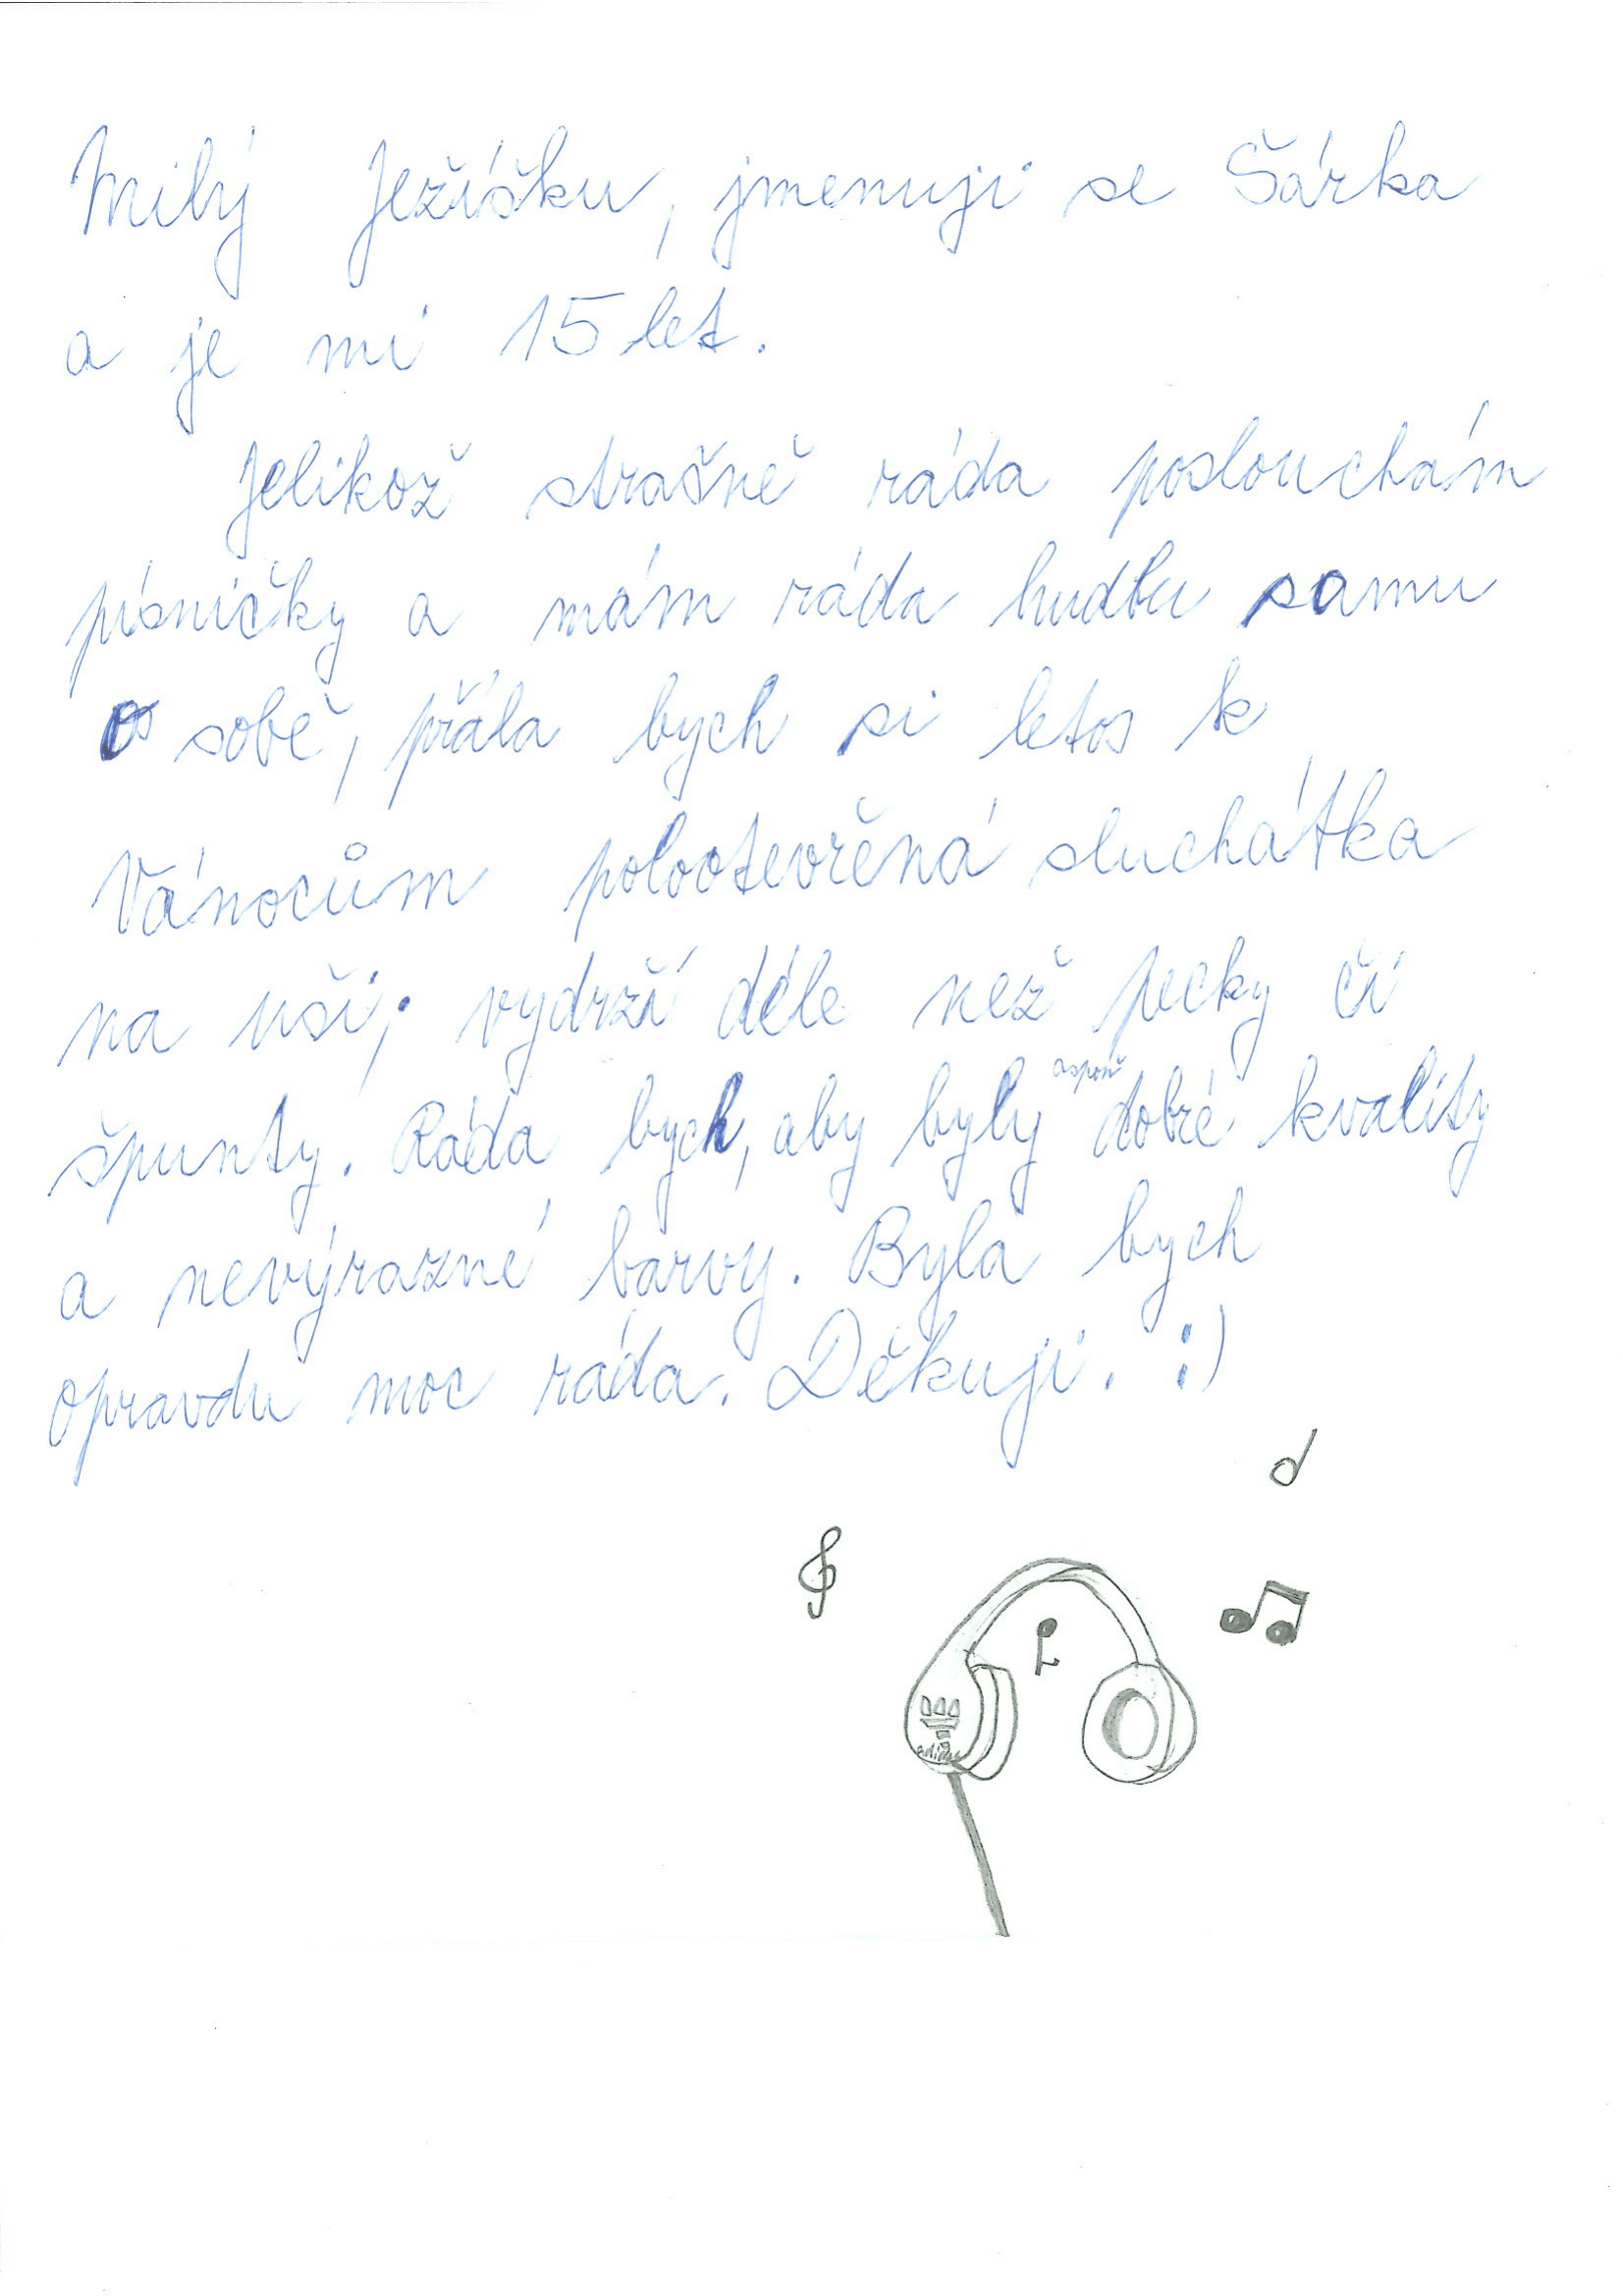 Milý Ježíšku, jmenuji se Šárka
a je mi 15 let.
Jelikož strašně ráda poslouchám
písničky a mám ráda hudbu samu
o sobě, přála bych si letos k
Vánocům polootevřěná sluchátka
na uši; vydrží déle než pecky či
špunty. Ráda bych, aby byly aspoň dobré kvality
a nevýrazné barvy. Byla bych
opravdu moc ráda. Děkuji. :)
adidas